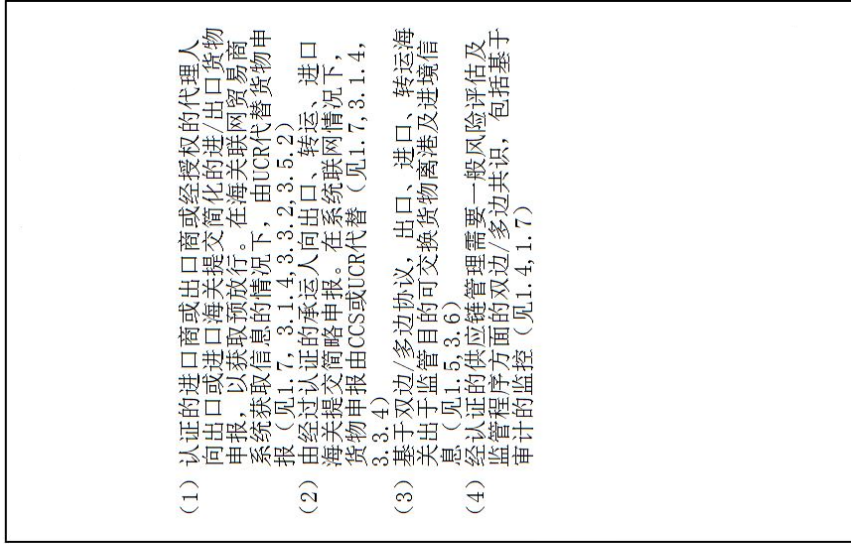 (1) 认证的进口商或出口商或经授权的代理人
向出口或进口海关提交简化的进/出口货物
申报，以获取预放行。在海关联网贸易商
系统获取信息的情况下，由UCR代替货物申
报（见1.7, 3.1.4,3.3.2,3.5.2)
(2) 由经过认证的承运人向出口、转运、进口
海关提交简略申报。在系统联网情况下，
货物申报由CCS或UCR代替（见1.7,3.1.4,
3.3.4)
(3) 基于双边/多边协议，出口、进口、转运海
关出于监管目的可交换货物离港及进境信
息（见1.5,3.6)
(4) 经认证的供应链管理需要一般风险评估及
监管程序方面的双边/多边共识，包括基于
审计的监控（见1.4,1.7)